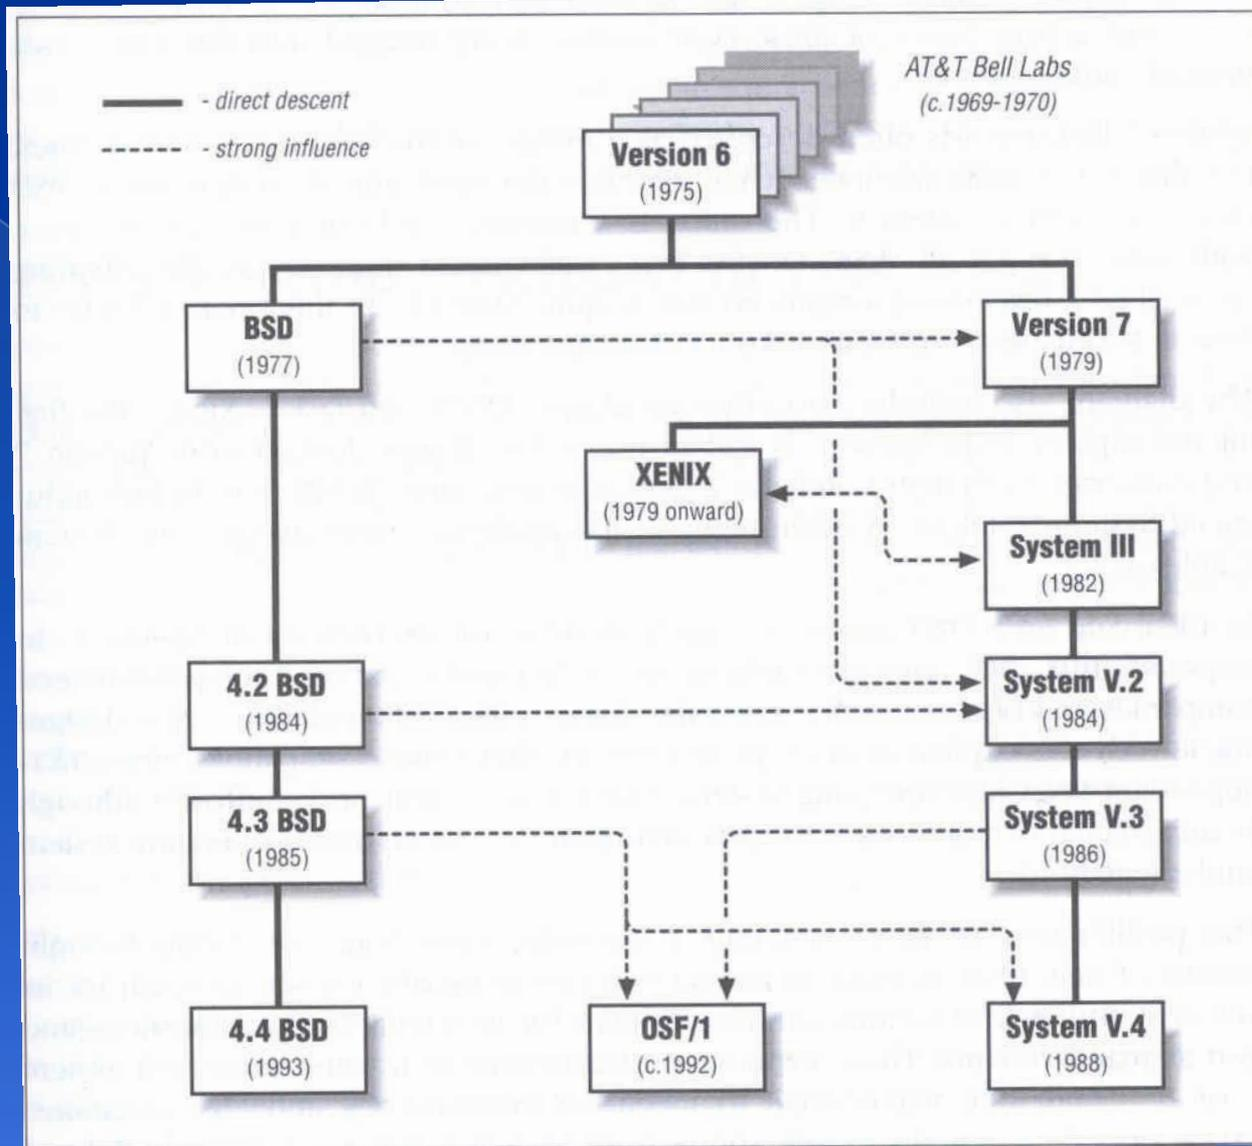 AT&T Bell Labs
(c.1969-1970)
- direct descent
- strong influence
Version 6
(1975)
BSD
(1977)
Version 7
(1979)
XENIX
(1979 onward)
System III
(1982)
4.2 BSD
(1984)
System V.2
(1984)
4.3 BSD
(1985)
System V.3
(1986)
4.4 BSD
(1993)
OSF/1
(c.1992)
System V.4
(1988)